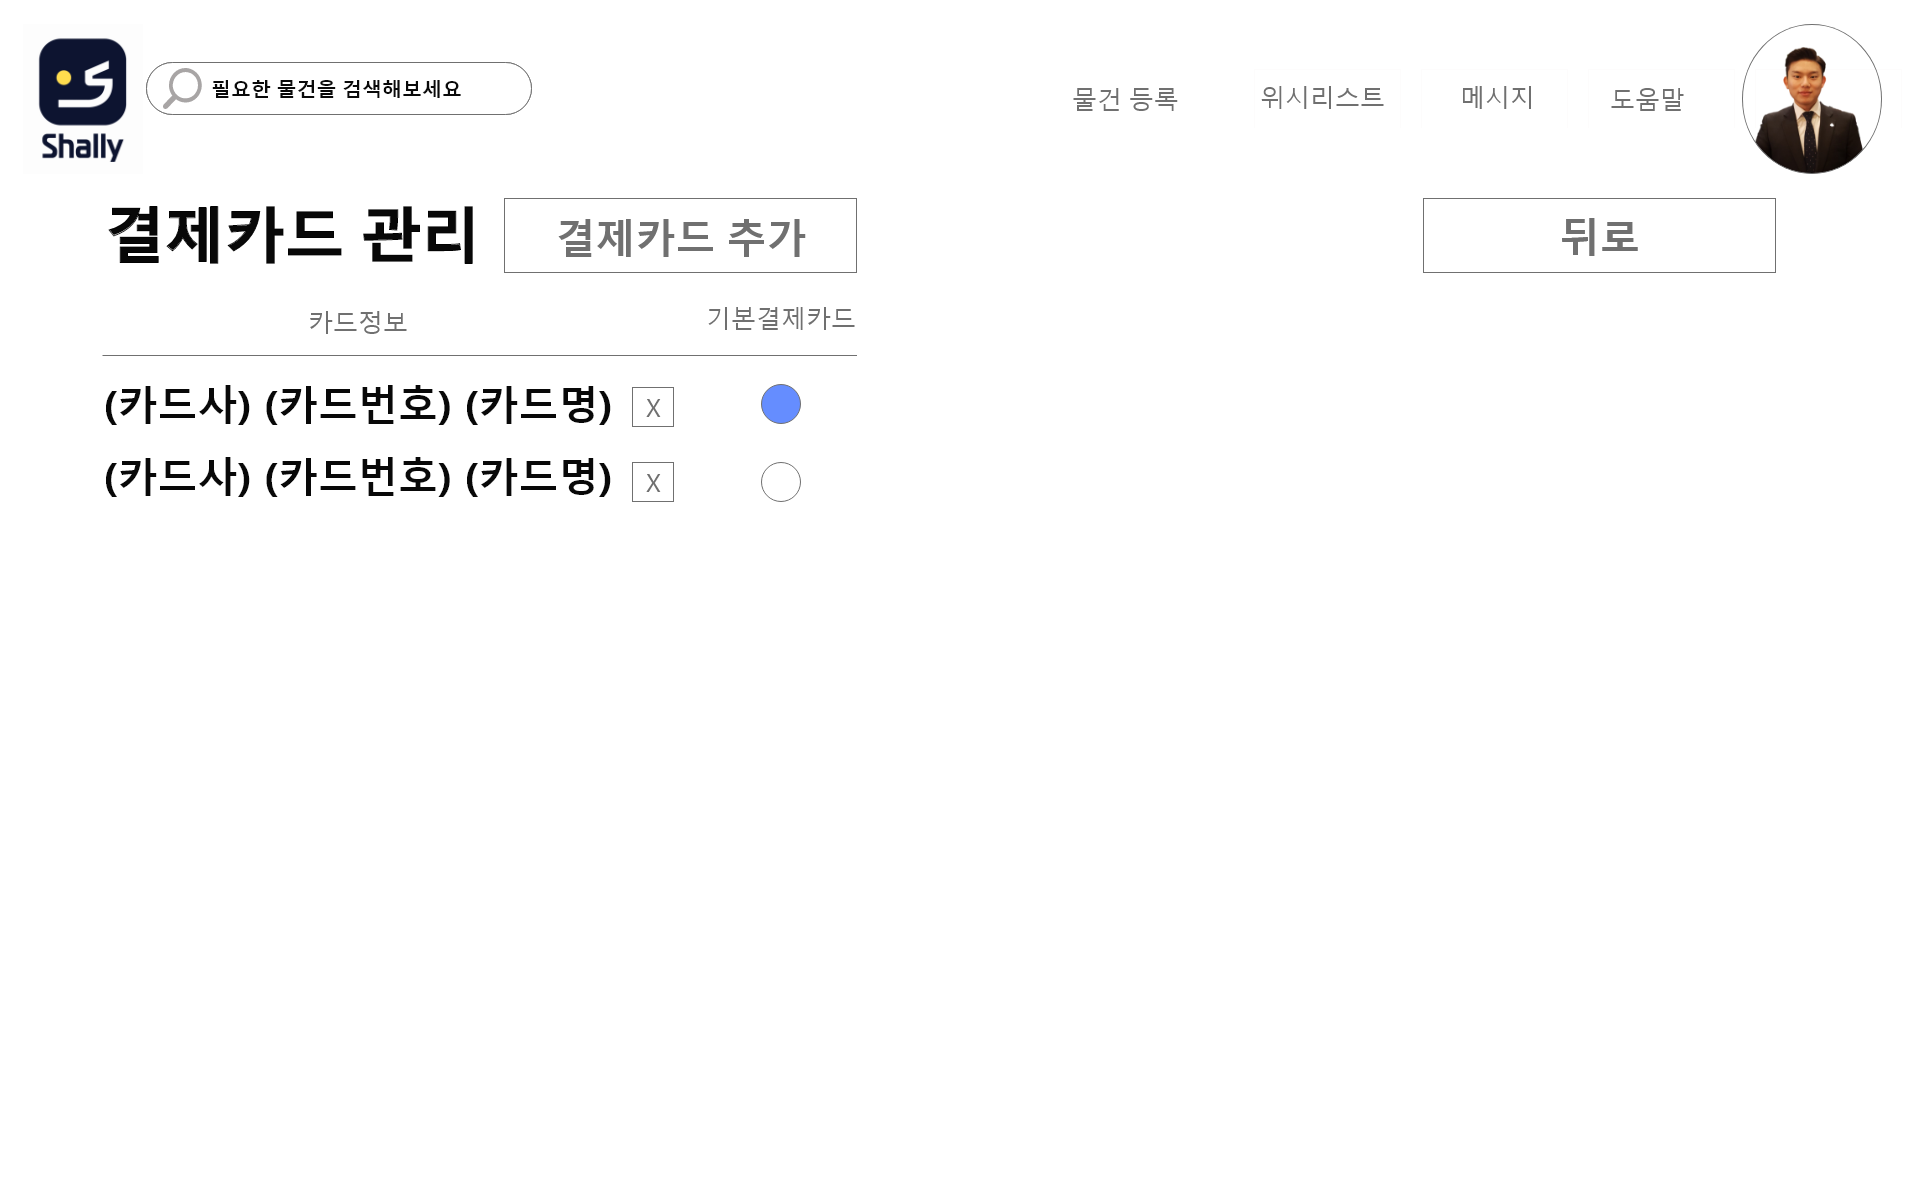 Shally
필요한 물건을 검색해보세요
물건 등록
위시리스트
메시지
도움말
결제카드 관리
결제카드 추가
뒤로
카드정보
기본결제카드
(카드사) (카드번호) (카드명)
X
(카드사) (카드번호) (카드명)
X